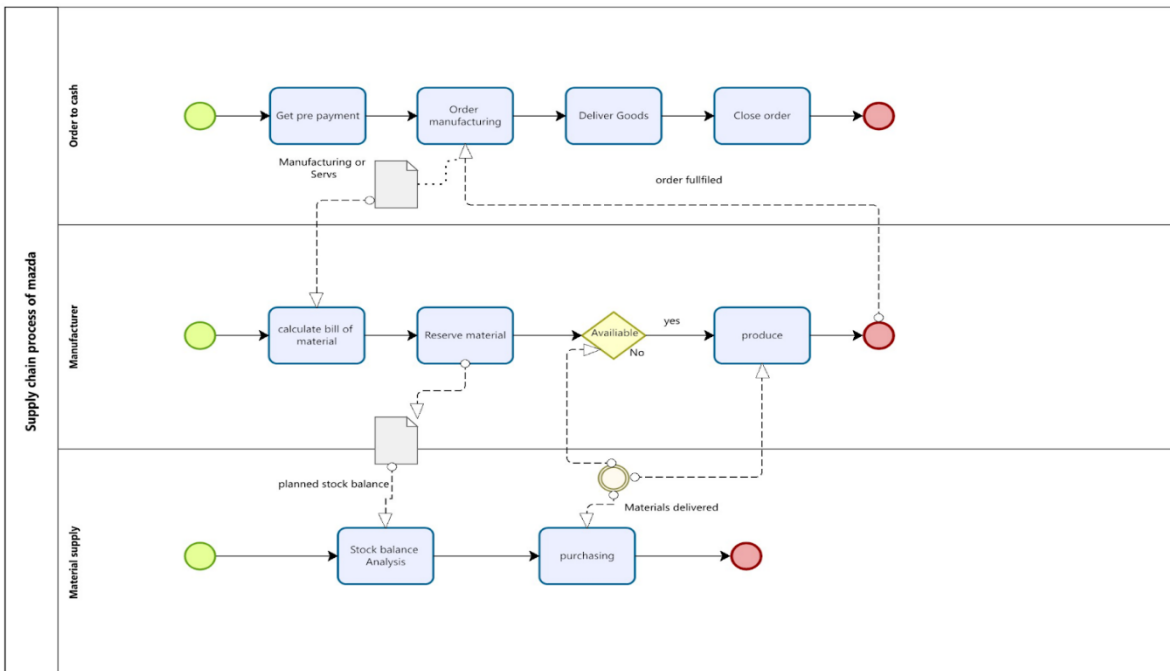 Supply chain process of mazda
Order to cash
Get pre payment
Order
manufacturing
Deliver Goods
Close order
Manufacturing or
Servs
order fullfiled
Manufacturer
calculate bill of
material
Reserve material
Availiable
yes
No
produce
Material supply
planned stock balance
Materials delivered
Stock balance
Analysis
purchasing